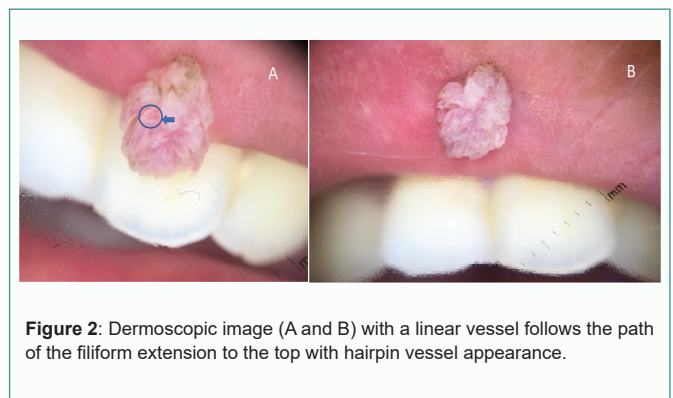 A
B
mm
m
Figure 2: Dermoscopic image (A and B) with a linear vessel follows the path
of the filiform extension to the top with hairpin vessel appearance.